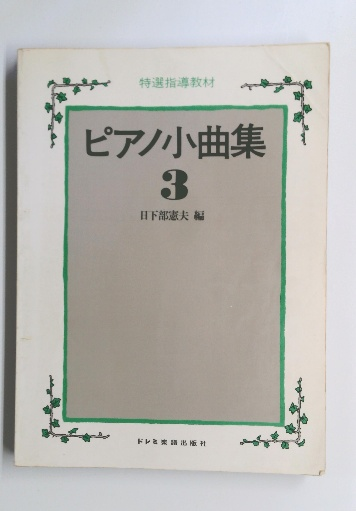 特選指導教材
ピアノ小曲集
3
日下部憲夫 編
ドレミ楽譜出版社